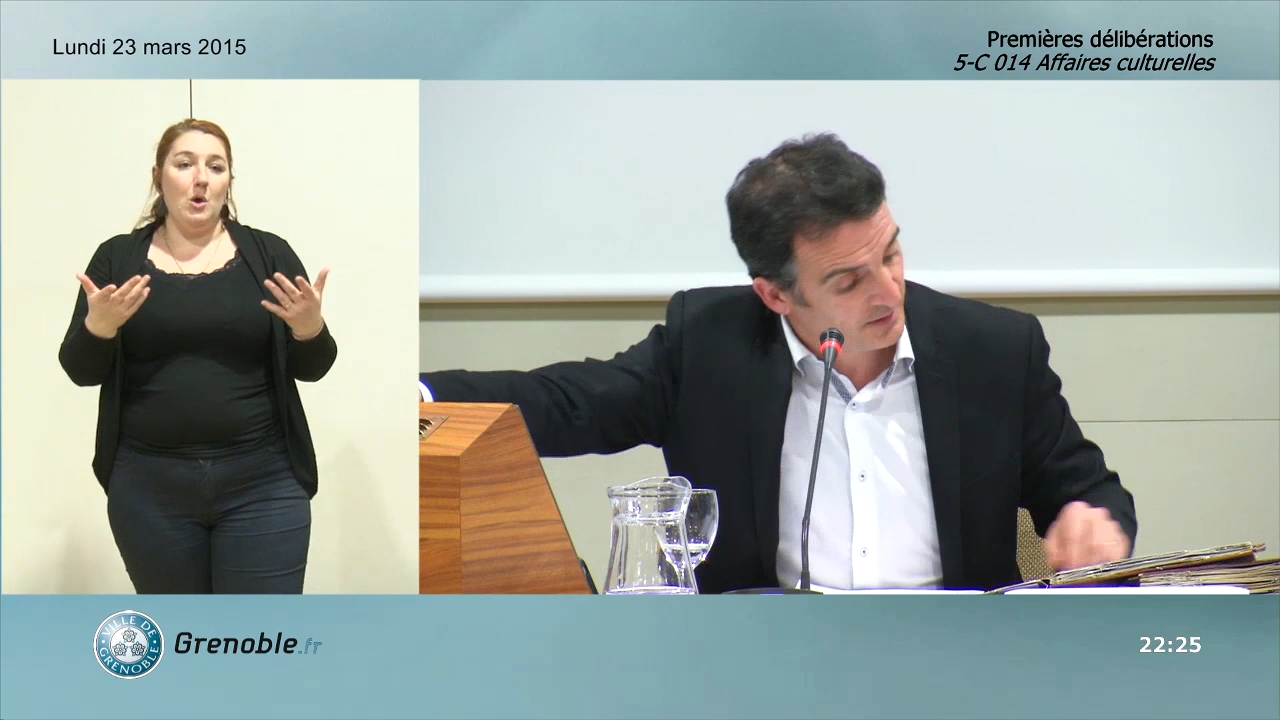 Lundi 23 mars 2015
Premières délibérations
5-C 014 Affaires culturelles
VILLE DE GRENOBLE
Grenoble.fr
22:25